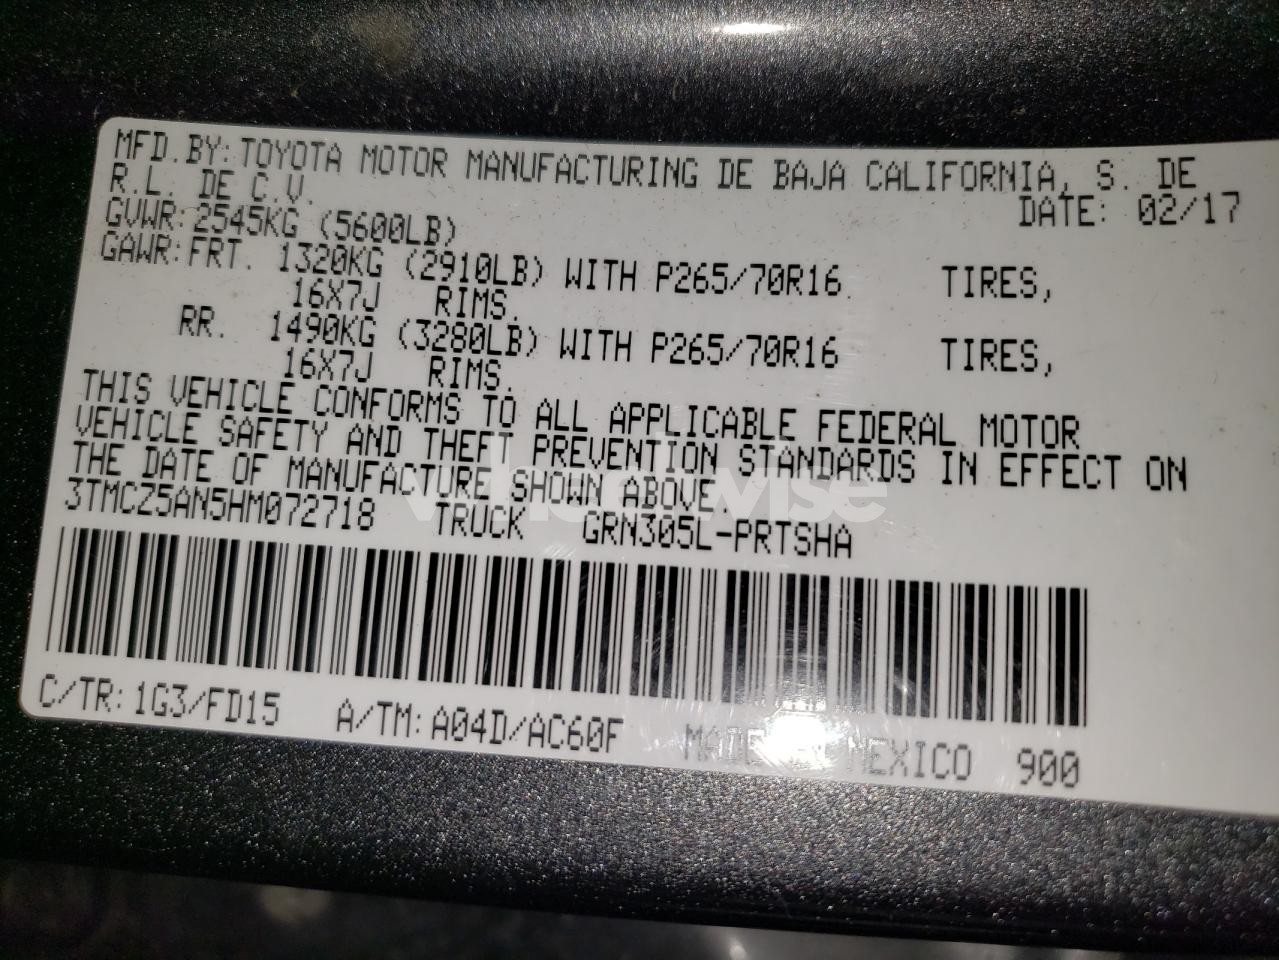 MFD.BY:TOYOTA MOTOR MANUFACTURING DE BAJA CALIFORNIA, S. DE
R.L. DE C.V. DATE: 02/17
GVWR:2545KG (5600LB)
GAWR:FRT. 1320KG (2910LB) WITH P265/70R16 TIRES,
16X7J RIMS.
RR. 1490KG (3280LB) WITH P265/70R16 TIRES,
16X7J RIMS.
THIS VEHICLE CONFORMS TO ALL APPLICABLE FEDERAL MOTOR
VEHICLE SAFETY AND THEFT PREVENTION STANDARDS IN EFFECT ON
THE DATE OF MANUFACTURE SHOWN ABOVE.
3TMCZ5AN5HM072718 TRUCK GRN305L-PRTSHA
C/TR:1G3/FD15 A/TM:A04D/AC60F MADE IN MEXICO 900